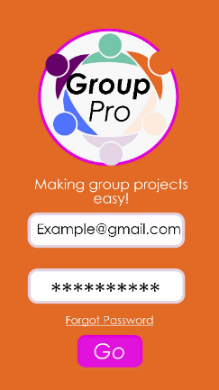 Group
Pro
Making group projects
easy!
Example@gmail.com
**********
Forgot Password
Go